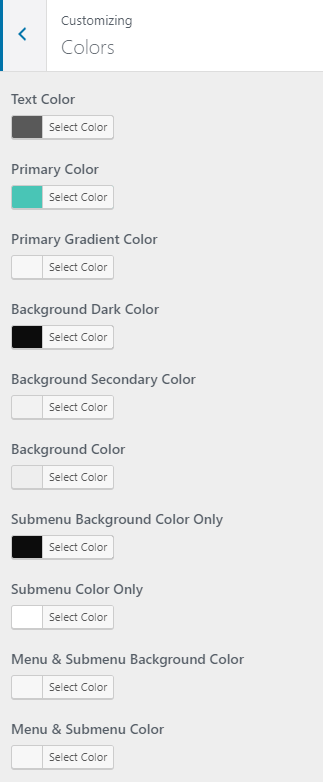 Customizing
Colors
Text Color
Select Color
Primary Color
Select Color
Primary Gradient Color
Select Color
Background Dark Color
Select Color
Background Secondary Color
Select Color
Background Color
Select Color
Submenu Background Color Only
Select Color
Submenu Color Only
Select Color
Menu & Submenu Background Color
Select Color
Menu & Submenu Color
Select Color